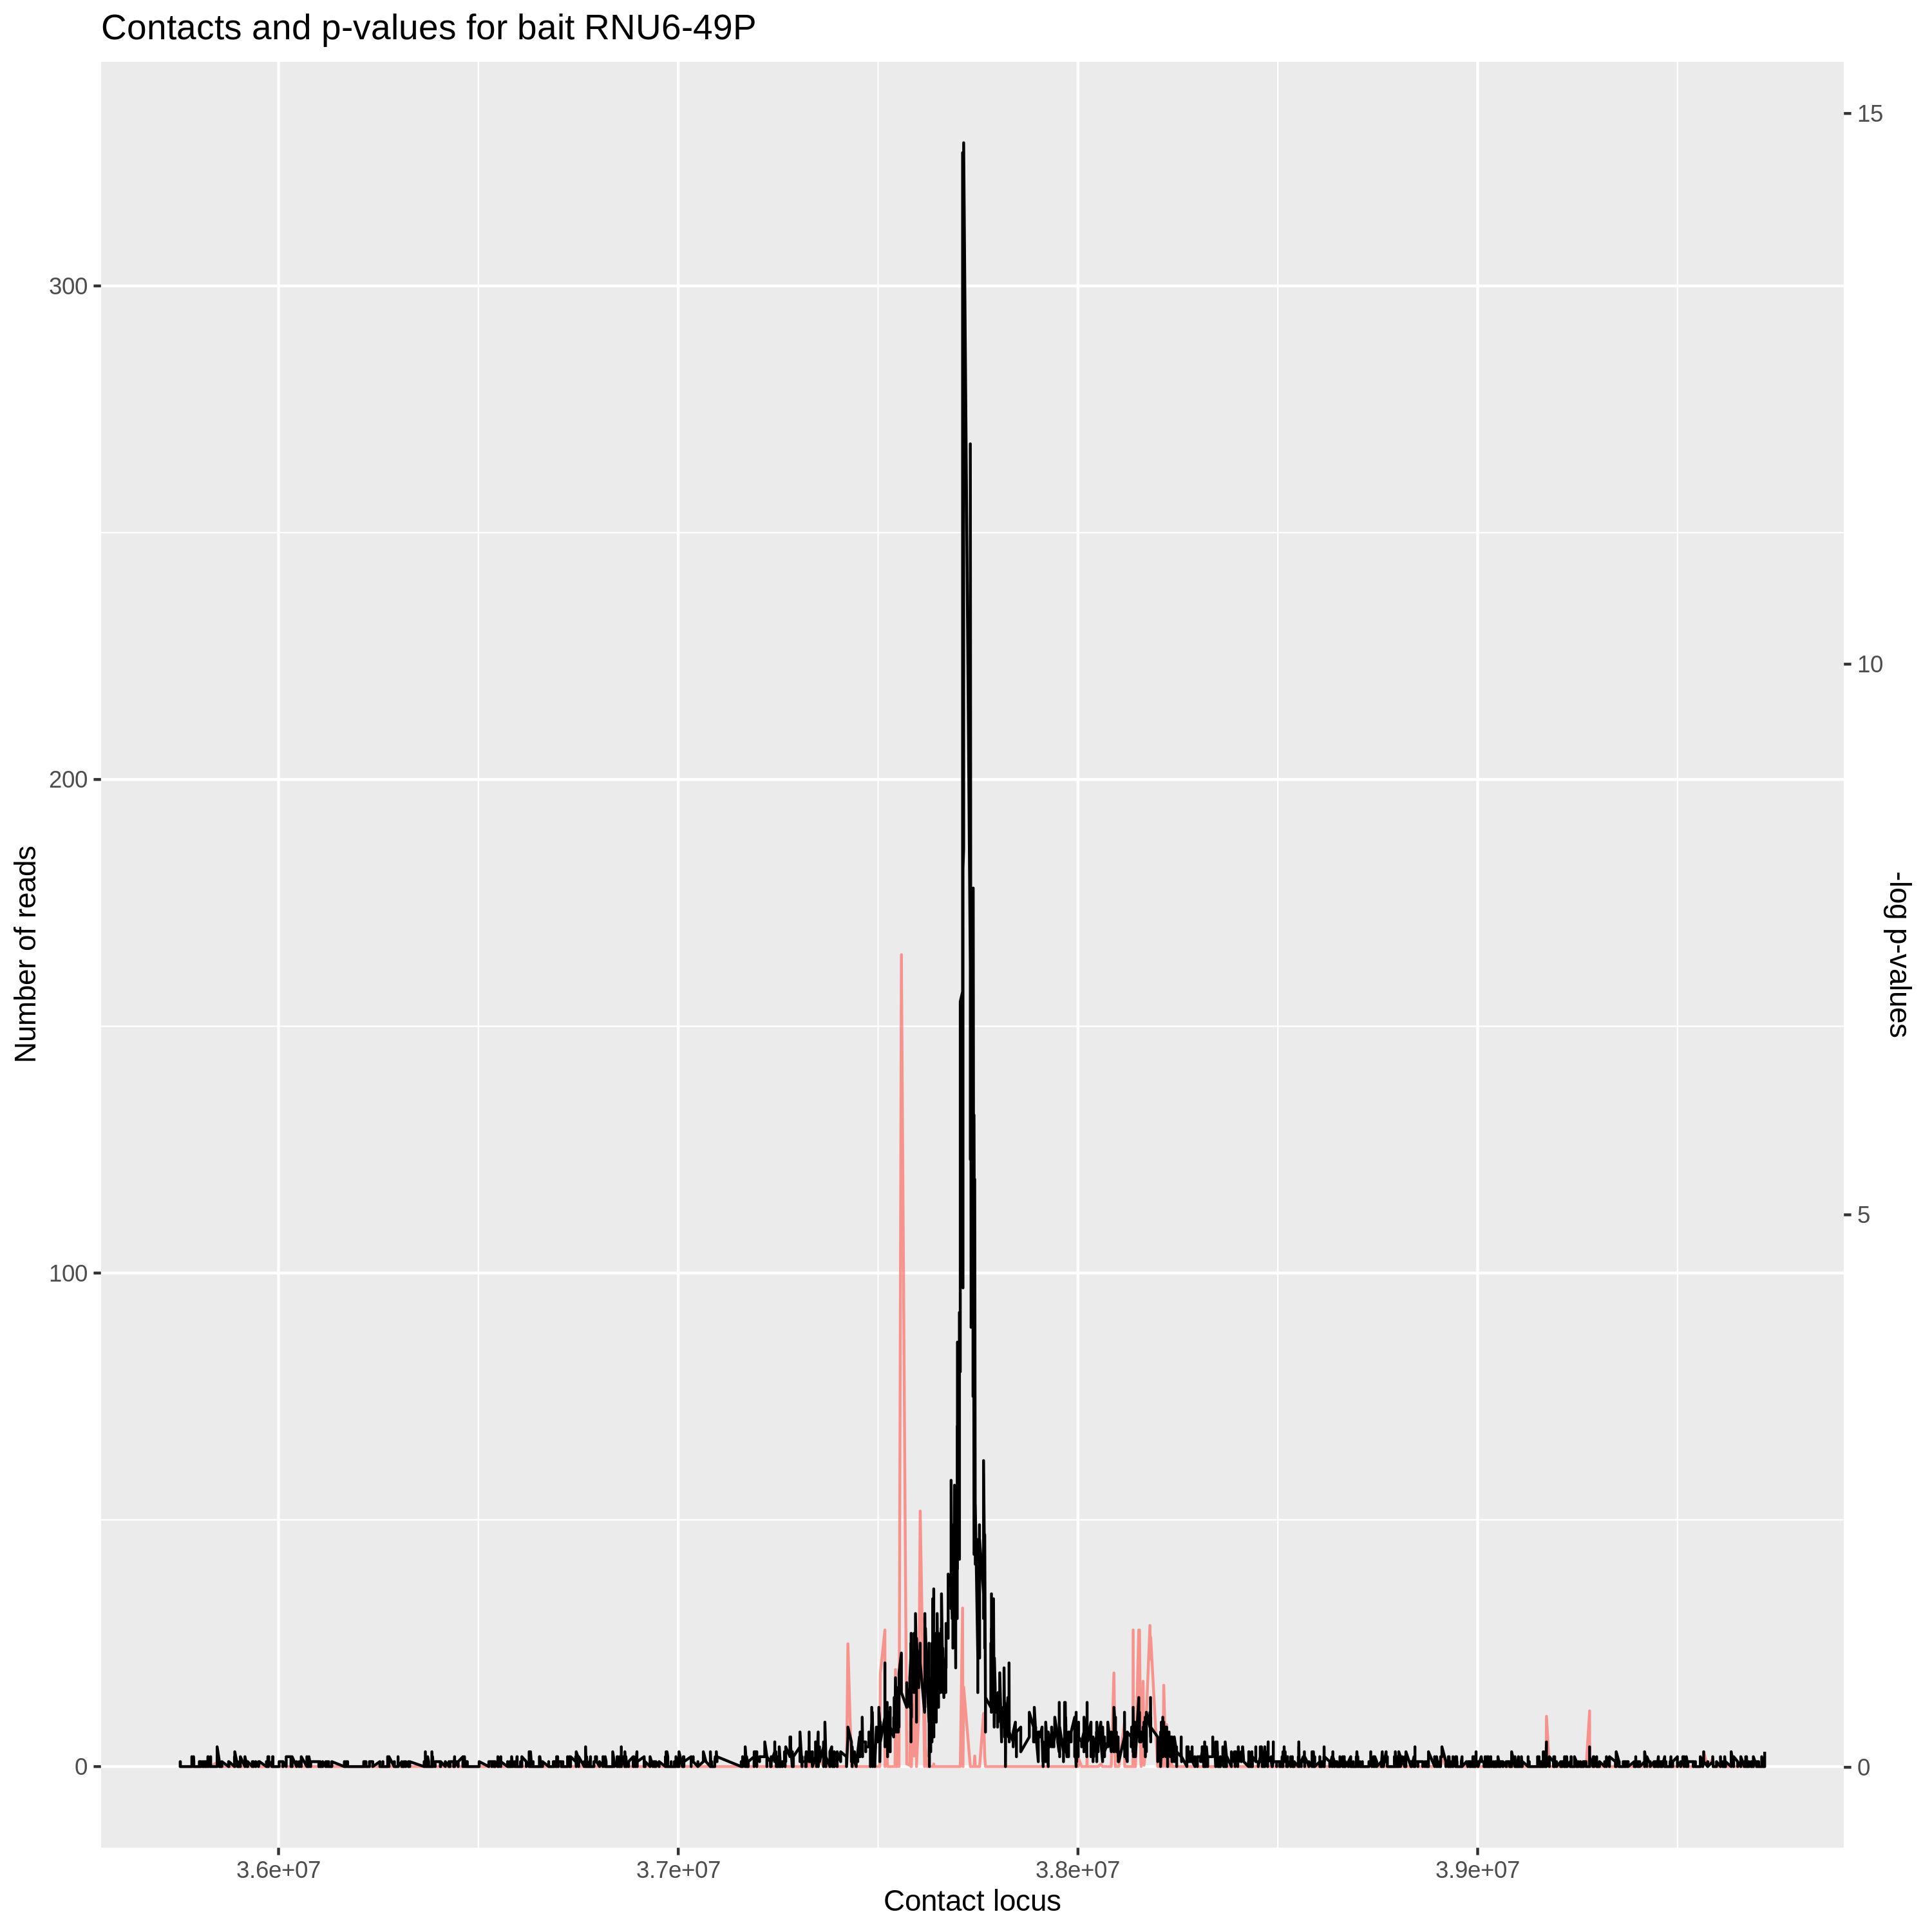 Contacts and p-values for bait RNU6-49P
15
300
10
200
Number of reads
-log p-values
5
100
0
0
3.6e+07
3.7e+07
3.8e+07
3.9e+07
Contact locus